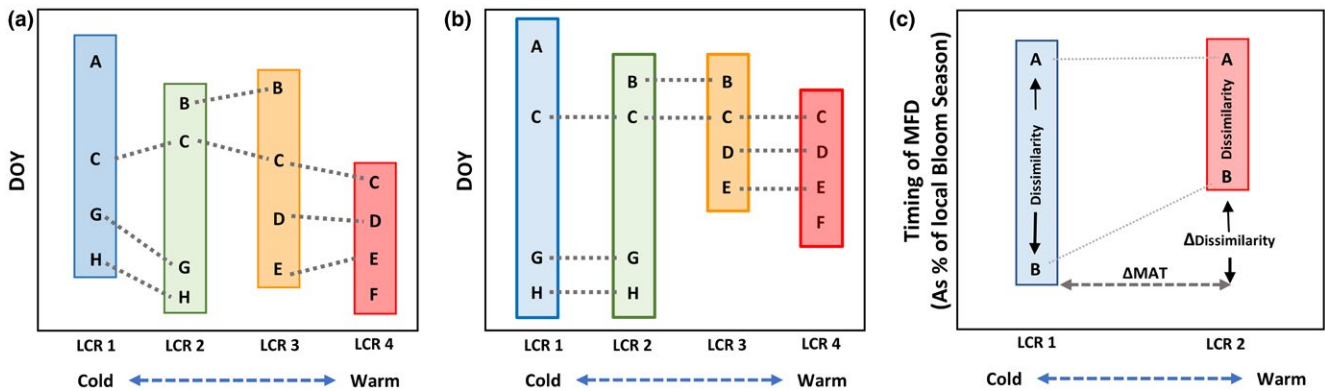 (a)
DOY
A
C
G
H
B
C
G
H
B
C
D
E
C
D
E
F
LCR 1 LCR 2 LCR 3 LCR 4
Cold Warm
(b)
DOY
A
C
G
H
B
C
G
H
B
C
D
E
C
D
E
F
LCR 1 LCR 2 LCR 3 LCR 4
Cold Warm
(c)
Timing of MFD
(As % of local Bloom Season)
A
Dissimilarity
B
A
Dissimilarity
B
ΔDissimilarity
ΔMAT
LCR 1 LCR 2
Cold Warm